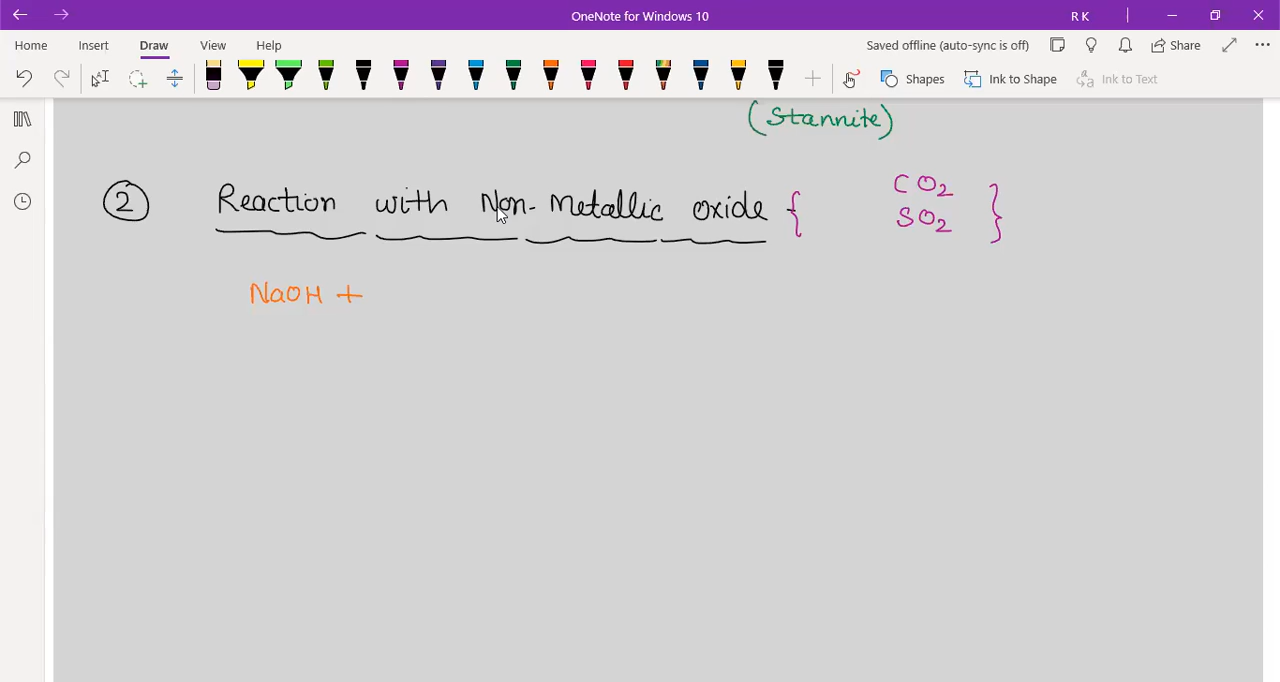 OneNote for Windows 10
R K
Home Insert Draw View Help
Saved offline (auto-sync is off) Share
Shapes Ink to Shape Ink to Text
(Stannite)
2 Reaction with Non-Metallic oxide { CO2
SO2 }
NaOH +